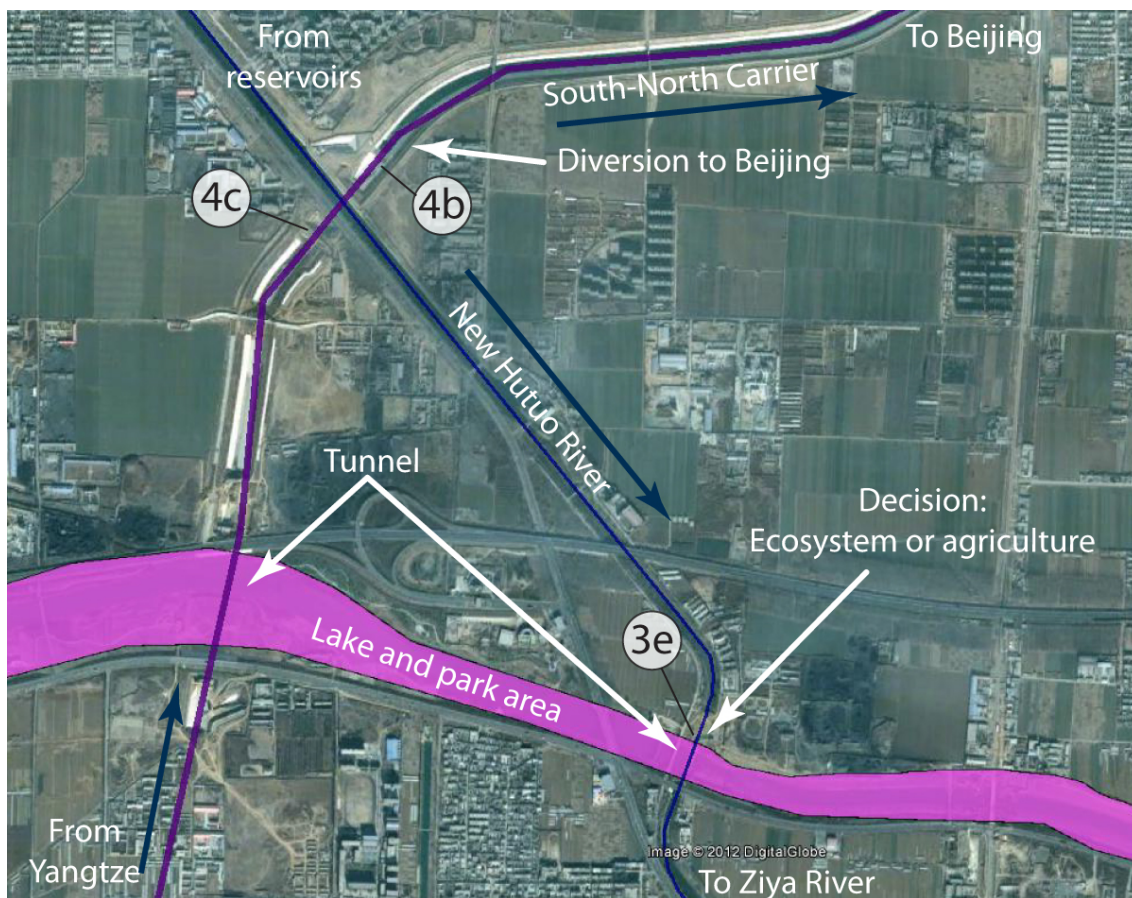 From
reservoirs
To Beijing
South-North Carrier
Diversion to Beijing
4c
4b
New Hutuo River
Tunnel
Decision:
Ecosystem or agriculture
3e
Lake and park area
From
Yangtze
Image © 2012 DigitalGlobe
To Ziya River